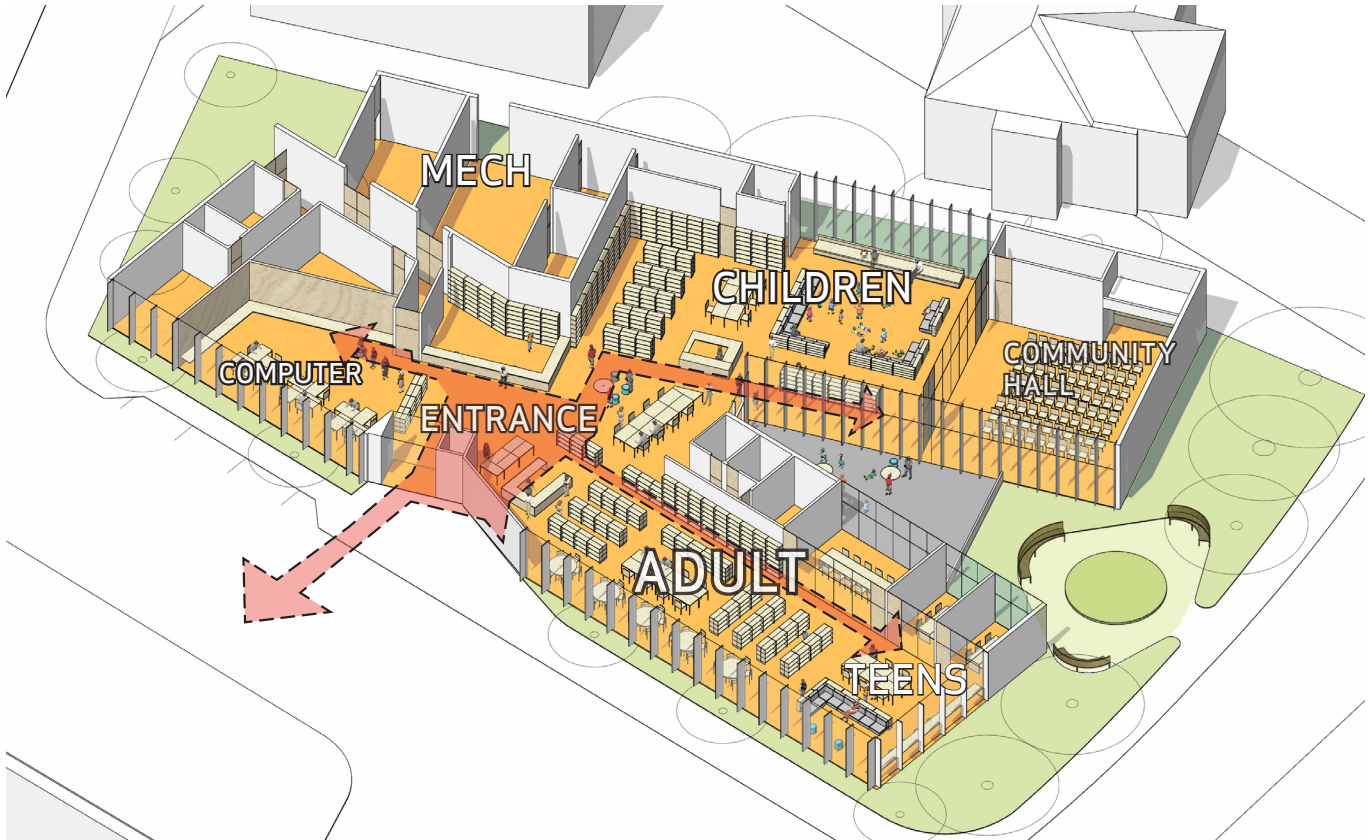 MECH
CHILDREN
COMMUNITY
HALL
COMPUTER
ENTRANCE
ADULT
TEENS